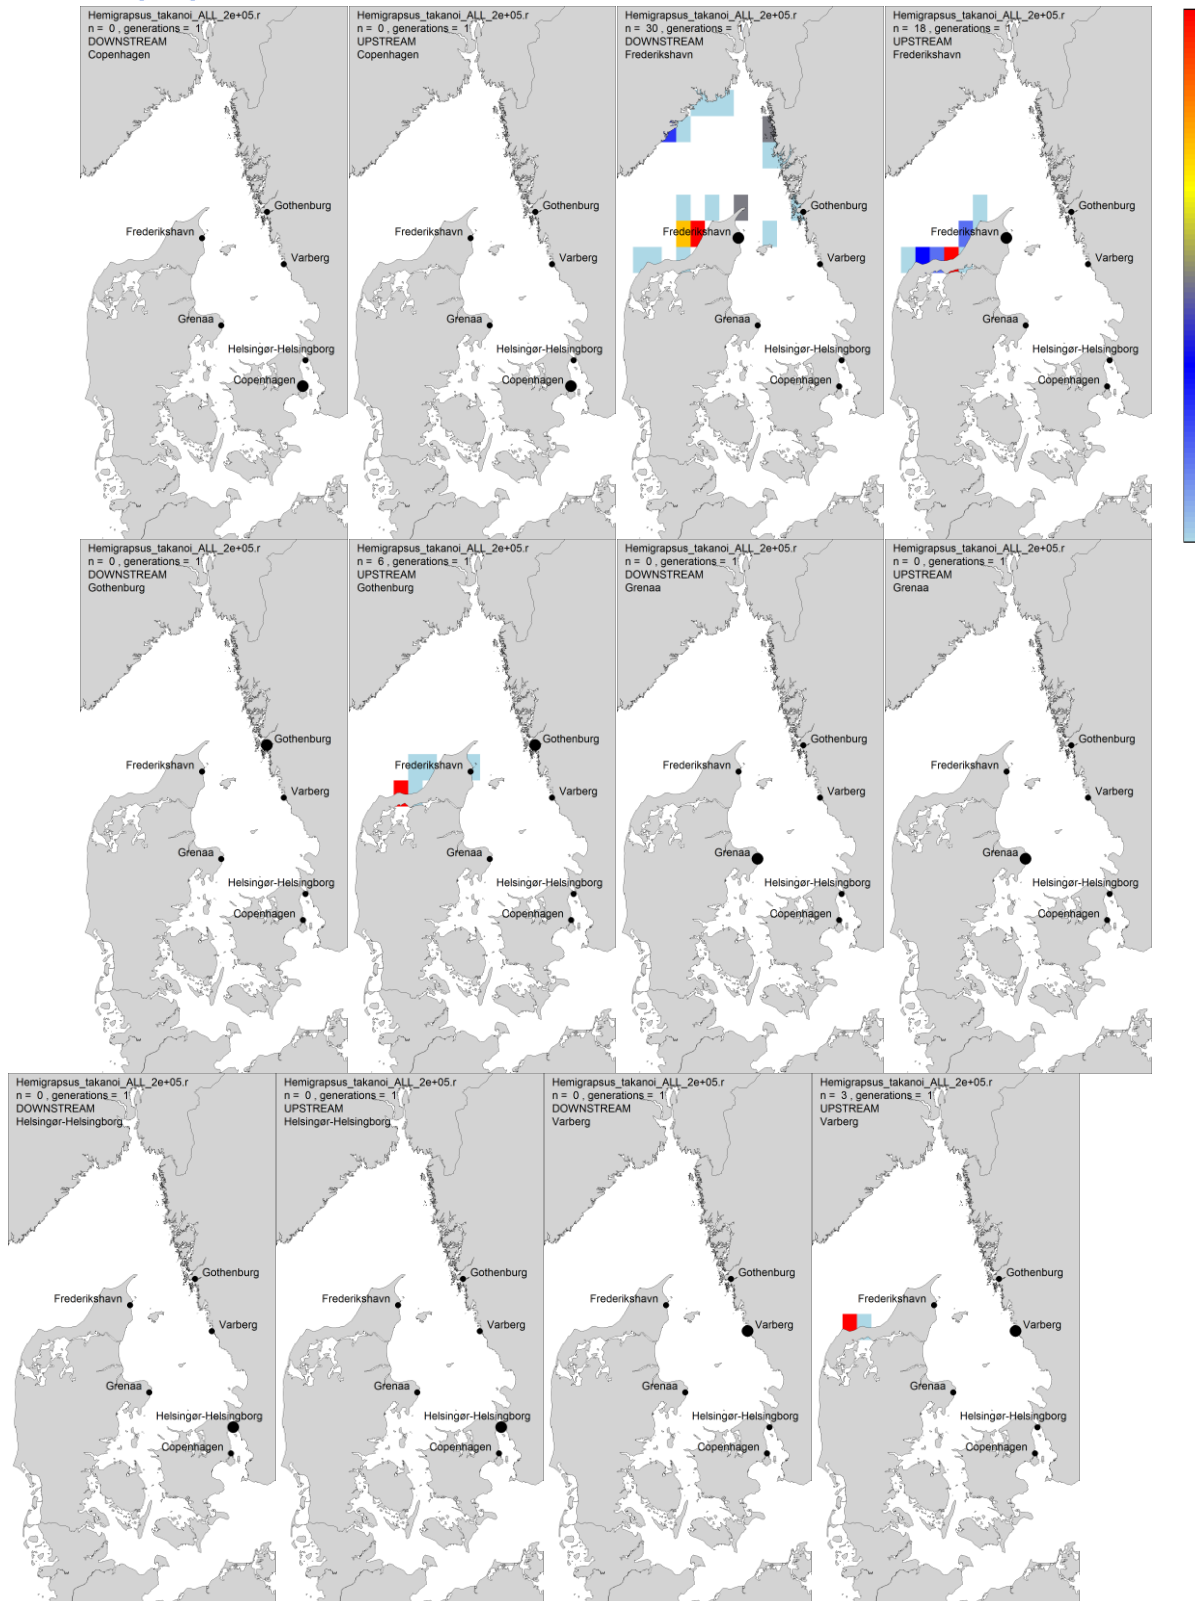 Hemigrapsus_takanoi_ALL_2e+05.r
n = 0 , generations = 1
DOWNSTREAM
Copenhagen
Gothenburg
Frederikshavn
Varberg
Grenaa
Helsingør-Helsingborg
Copenhagen
Hemigrapsus_takanoi_ALL_2e+05.r
n = 0 , generations = 1
UPSTREAM
Copenhagen
Gothenburg
Frederikshavn
Varberg
Grenaa
Helsingør-Helsingborg
Copenhagen
Hemigrapsus_takanoi_ALL_2e+05.r
n = 30 , generations = 1
DOWNSTREAM
Frederikshavn
Gothenburg
Frederikshavn
Varberg
Grenaa
Helsingør-Helsingborg
Copenhagen
Hemigrapsus_takanoi_ALL_2e+05.r
n = 18 , generations = 1
UPSTREAM
Frederikshavn
Gothenburg
Frederikshavn
Varberg
Grenaa
Helsingør-Helsingborg
Copenhagen
Hemigrapsus_takanoi_ALL_2e+05.r
n = 0 , generations = 1
DOWNSTREAM
Gothenburg
Gothenburg
Frederikshavn
Varberg
Grenaa
Helsingør-Helsingborg
Copenhagen
Hemigrapsus_takanoi_ALL_2e+05.r
n = 6 , generations = 1
UPSTREAM
Gothenburg
Gothenburg
Frederikshavn
Varberg
Grenaa
Helsingør-Helsingborg
Copenhagen
Hemigrapsus_takanoi_ALL_2e+05.r
n = 0 , generations = 1
DOWNSTREAM
Grenaa
Gothenburg
Frederikshavn
Varberg
Grenaa
Helsingør-Helsingborg
Copenhagen
Hemigrapsus_takanoi_ALL_2e+05.r
n = 0 , generations = 1
UPSTREAM
Grenaa
Gothenburg
Frederikshavn
Varberg
Grenaa
Helsingør-Helsingborg
Copenhagen
Hemigrapsus_takanoi_ALL_2e+05.r
n = 0 , generations = 1
DOWNSTREAM
Helsingør-Helsingborg
Gothenburg
Frederikshavn
Varberg
Grenaa
Helsingør-Helsingborg
Copenhagen
Hemigrapsus_takanoi_ALL_2e+05.r
n = 0 , generations = 1
UPSTREAM
Helsingør-Helsingborg
Gothenburg
Frederikshavn
Varberg
Grenaa
Helsingør-Helsingborg
Copenhagen
Hemigrapsus_takanoi_ALL_2e+05.r
n = 0 , generations = 1
DOWNSTREAM
Varberg
Gothenburg
Frederikshavn
Varberg
Grenaa
Helsingør-Helsingborg
Copenhagen
Hemigrapsus_takanoi_ALL_2e+05.r
n = 3 , generations = 1
UPSTREAM
Varberg
Gothenburg
Frederikshavn
Varberg
Grenaa
Helsingør-Helsingborg
Copenhagen